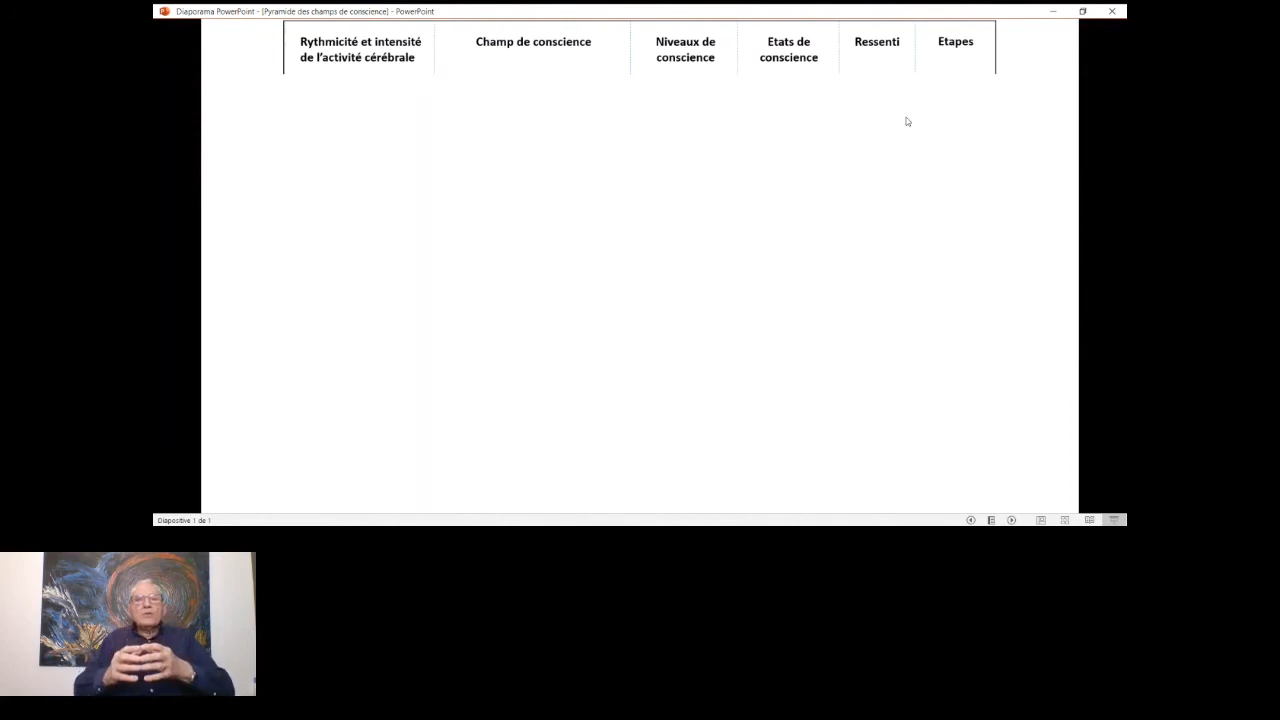 Diaporama PowerPoint - [Pyramide des champs de conscience] - PowerPoint
Rythmicité et intensité
de l'activité cérébrale
Champ de conscience
Niveaux de
conscience
Etats de
conscience
Ressenti
Etapes
Diapositive 1 de 1